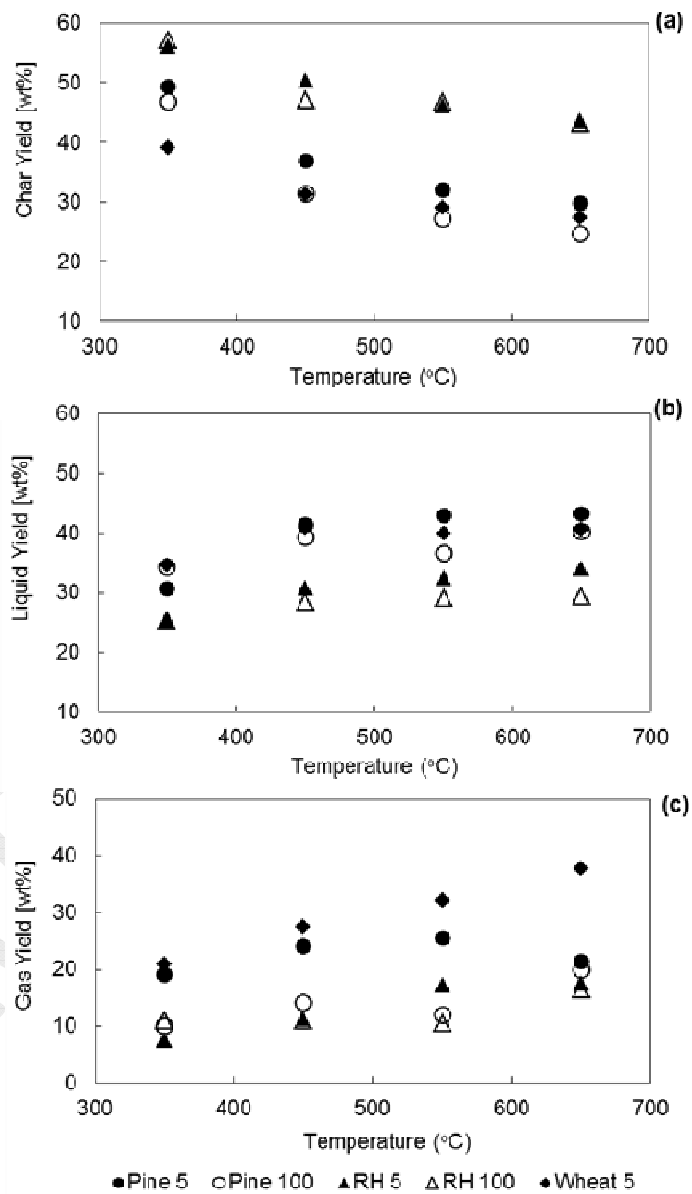 (a)
60
50
40
30
20
10
Char Yield [wt%]
300 400 500 600 700
Temperature (°C)
(b)
60
50
40
30
20
10
Liquid Yield [wt%]
300 400 500 600 700
Temperature (°C)
(c)
50
40
30
20
10
0
Gas Yield [wt%]
300 400 500 600 700
Temperature (°C)
Pine 5 Pine 100 RH 5 RH 100 Wheat 5